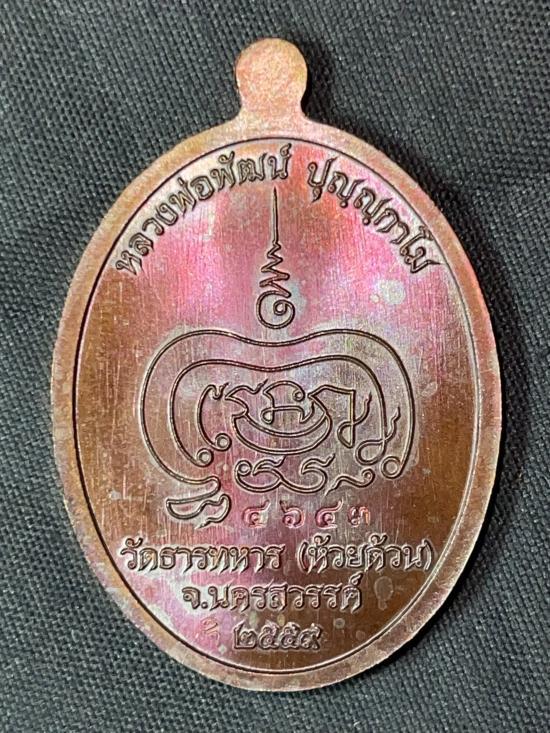 หลวงพ่อพัฒน์ ปุญฺญกาโม
๔๖๔๓
วัดธารทหาร (ห้วยด้วน)
จ.นครสวรรค์
๒๕๕๙